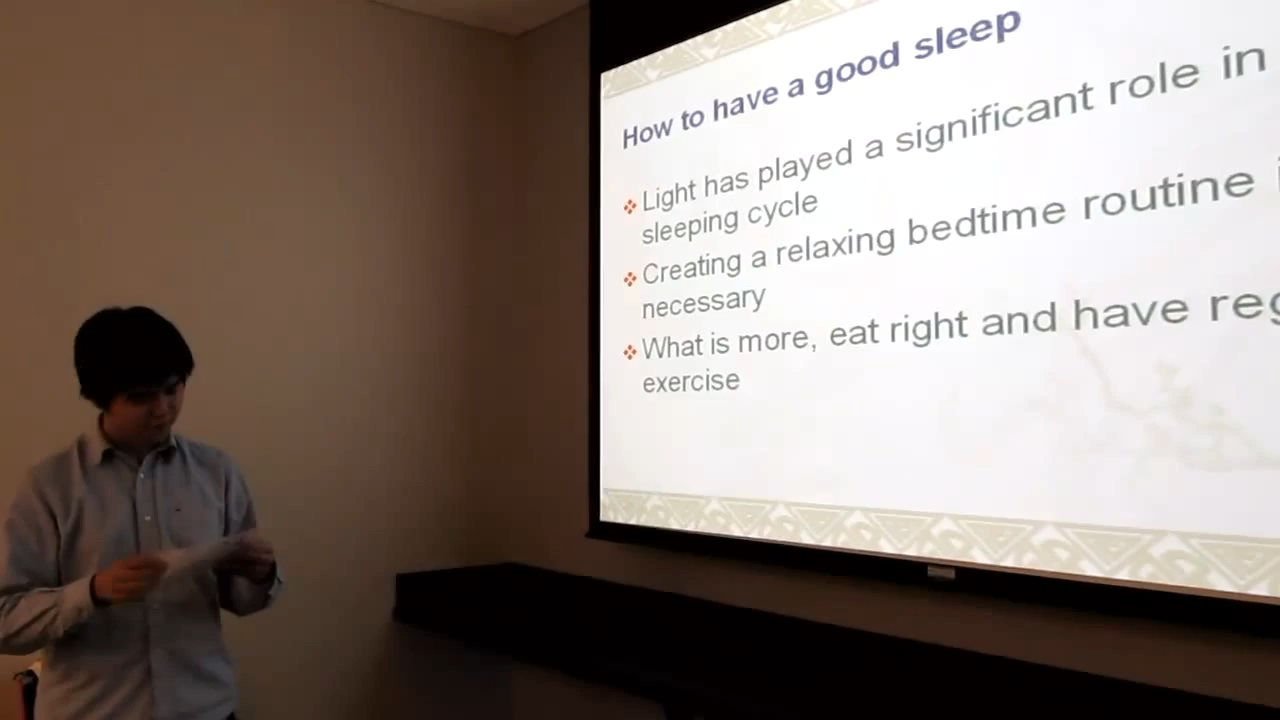 How to have a good sleep
Light has played a significant role in
sleeping cycle
Creating a relaxing bedtime routine
necessary
What is more, eat right and have
exercise